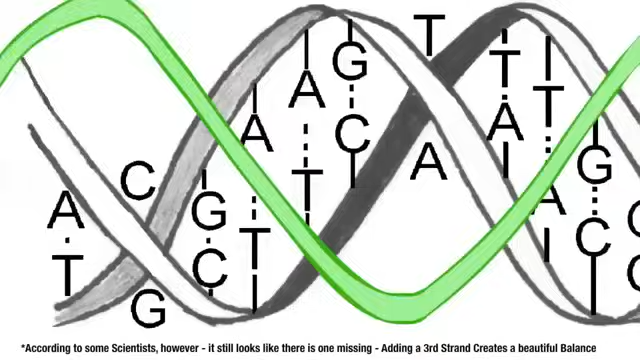 A
T
C
G
G
C
A
T
A
T
G
C
T
A
T
A
T
A
G
C
*According to some Scientists, however - it still looks like there is one missing - Adding a 3rd Strand Creates a beautiful Balance